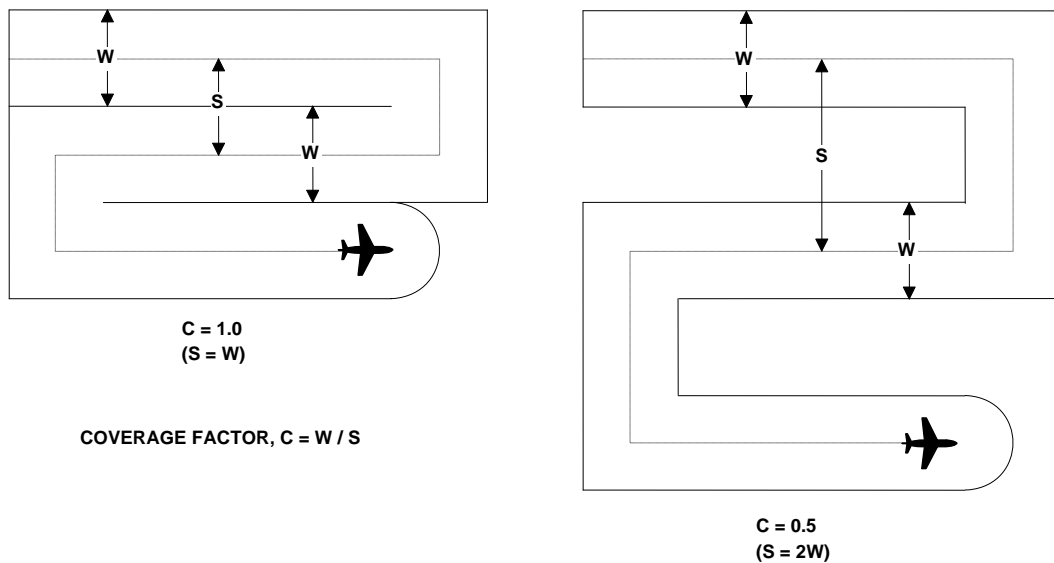 W
S
W
C = 1.0
(S = W)
COVERAGE FACTOR, C = W / S
W
S
W
C = 0.5
(S = 2W)